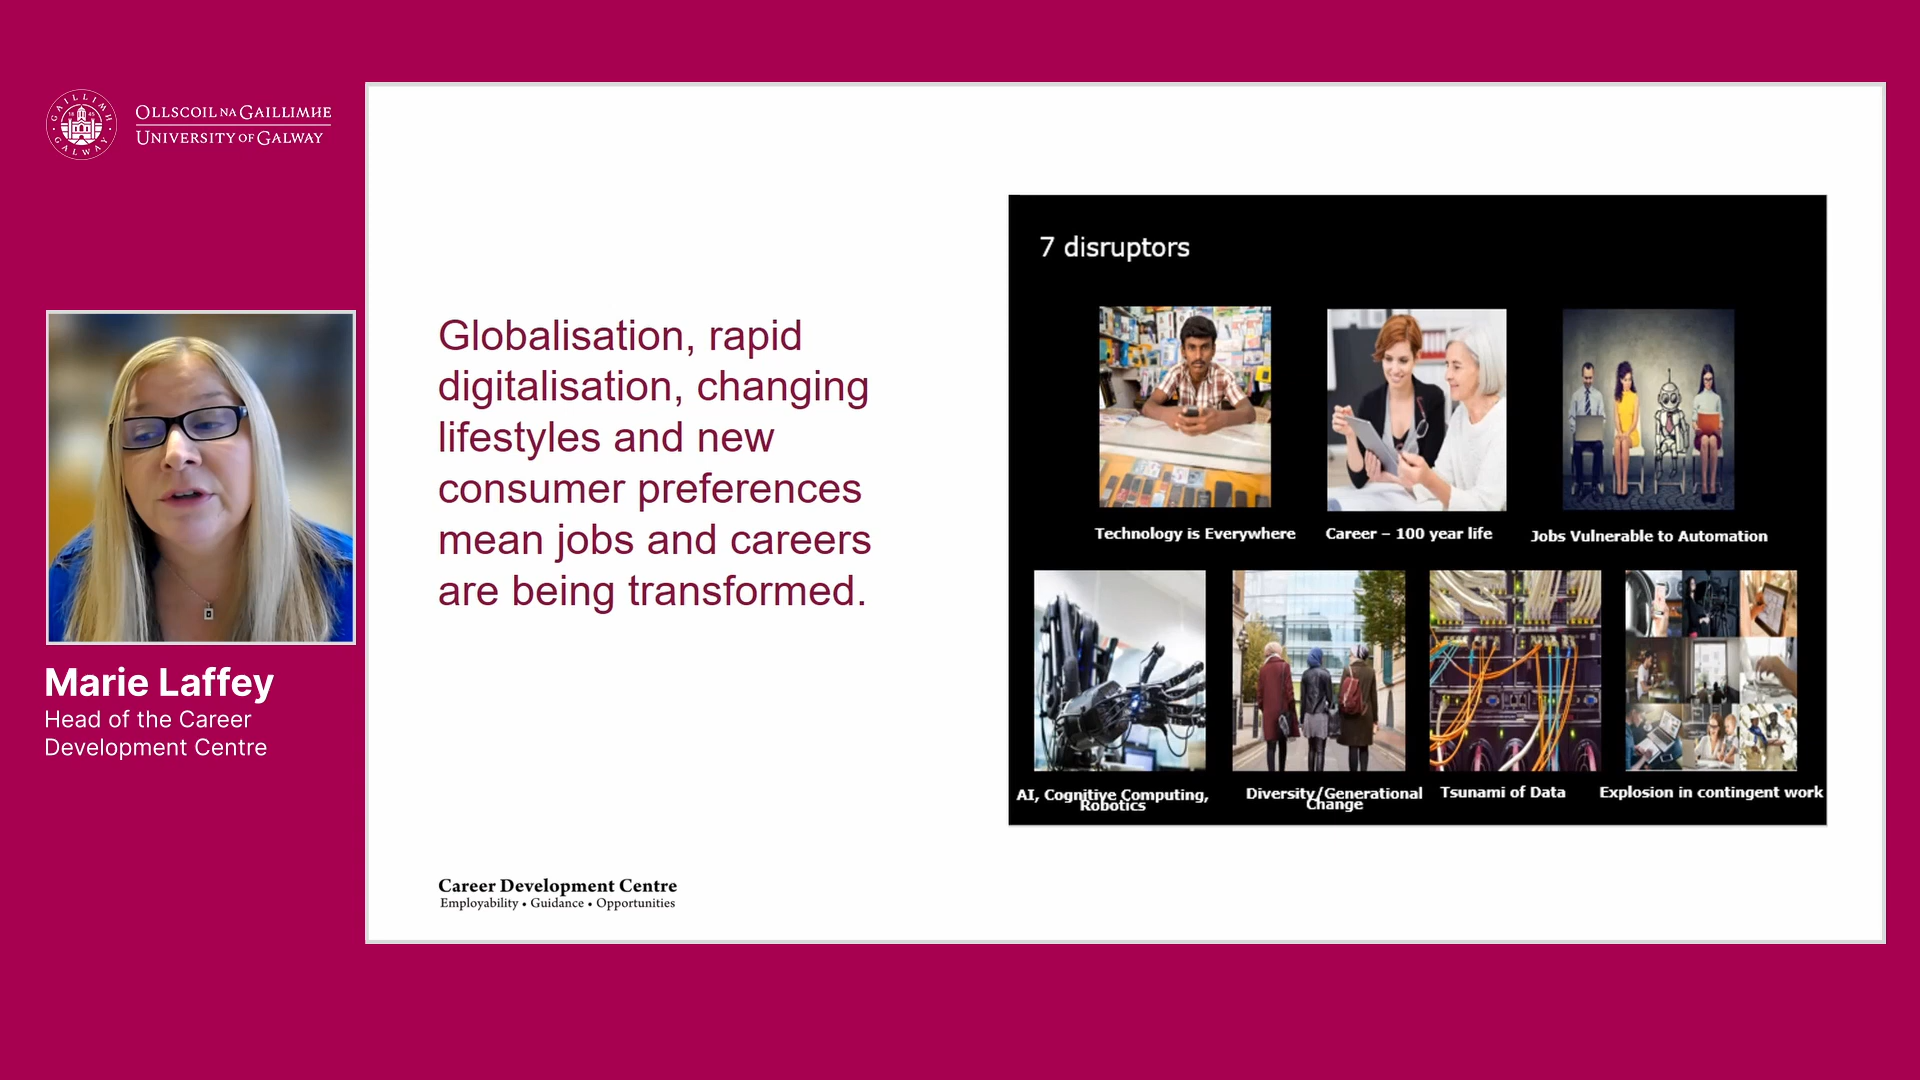 OLLSCOIL NA GAILLIMHE
UNIVERSITY OF GALWAY
GAILLIMH
GALWAY
Marie Laffey
Head of the Career
Development Centre
Globalisation, rapid
digitalisation, changing
lifestyles and new
consumer preferences
mean jobs and careers
are being transformed.
Career Development Centre
Employability • Guidance • Opportunities
7 disruptors
Technology is Everywhere
Career – 100 year life
Jobs Vulnerable to Automation
AI, Cognitive Computing,
Robotics
Diversity/Generational
Change
Tsunami of Data
Explosion in contingent work